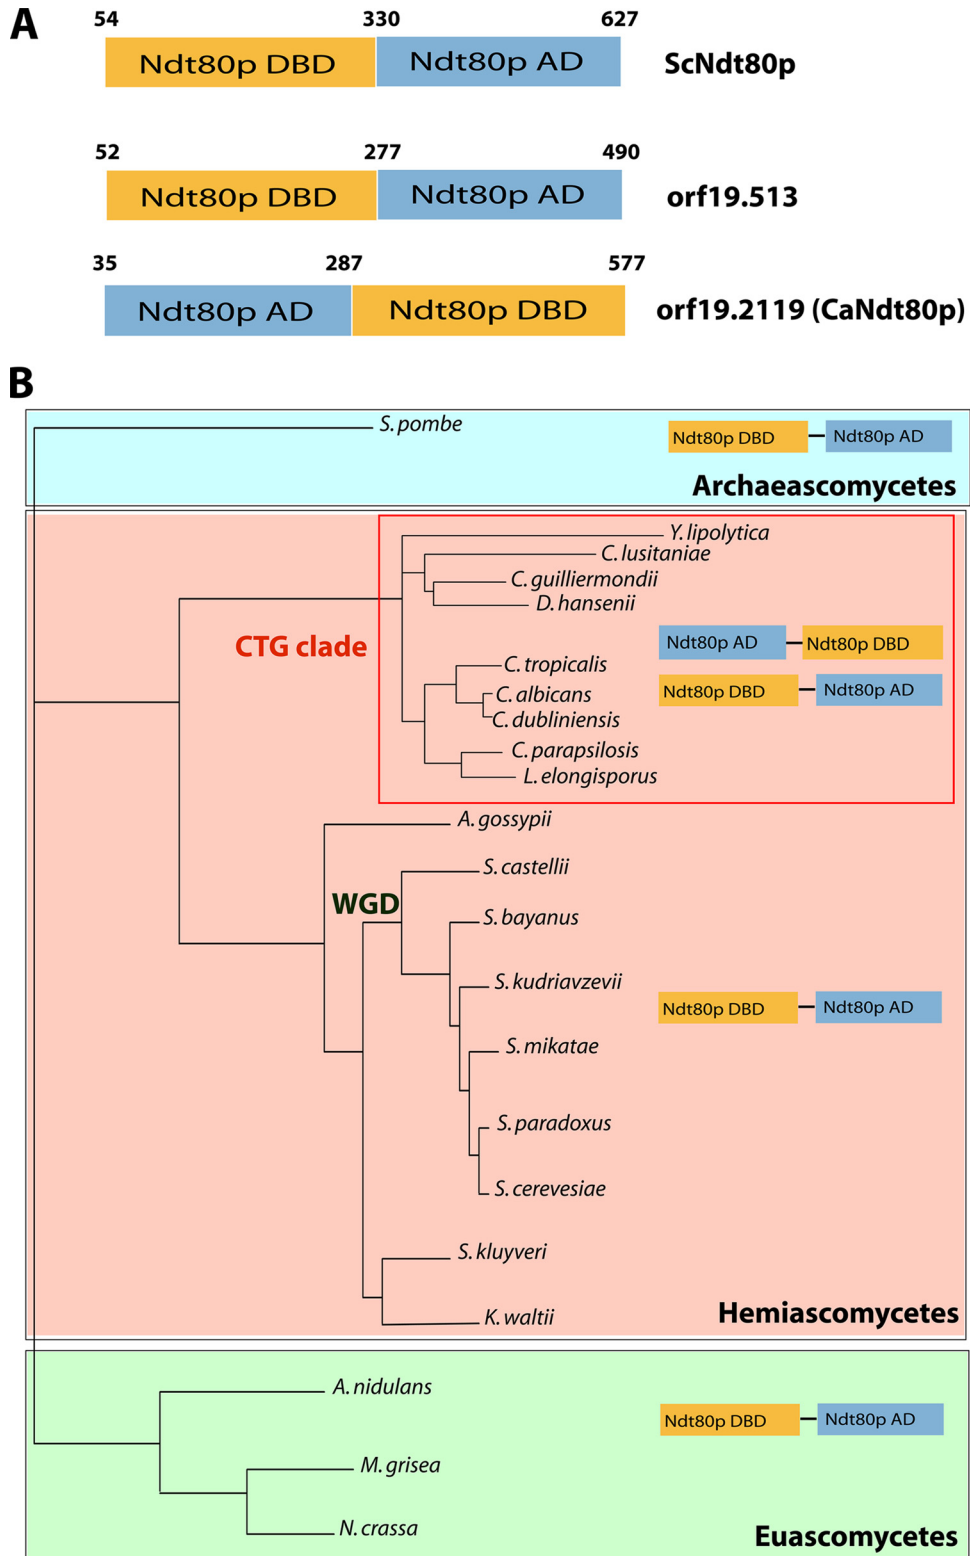 A
54 330 627
Ndt80p DBD Ndt80p AD ScNdt80p
52 277 490
Ndt80p DBD Ndt80p AD orf19.513
35 287 577
Ndt80p AD Ndt80p DBD orf19.2119 (CaNdt80p)
B
S. pombe
Ndt80p DBD Ndt80p AD
Archaeascomycetes
Y. lipolytica
C. lusitaniae
C. guilliermondii
D. hansenii
CTG clade
Ndt80p AD Ndt80p DBD
C. tropicalis
Ndt80p DBD Ndt80p AD
C. albicans
C. dubliniensis
C. parapsilosis
L. elongisporus
A. gossypii
S. castellii
WGD
S. bayanus
S. kudriavzevii
Ndt80p DBD Ndt80p AD
S. mikatae
S. paradoxus
S. cerevesiae
S. kluyveri
K. waltii
Hemiascomycetes
A. nidulans
Ndt80p DBD Ndt80p AD
M. grisea
N. crassa
Euascomycetes